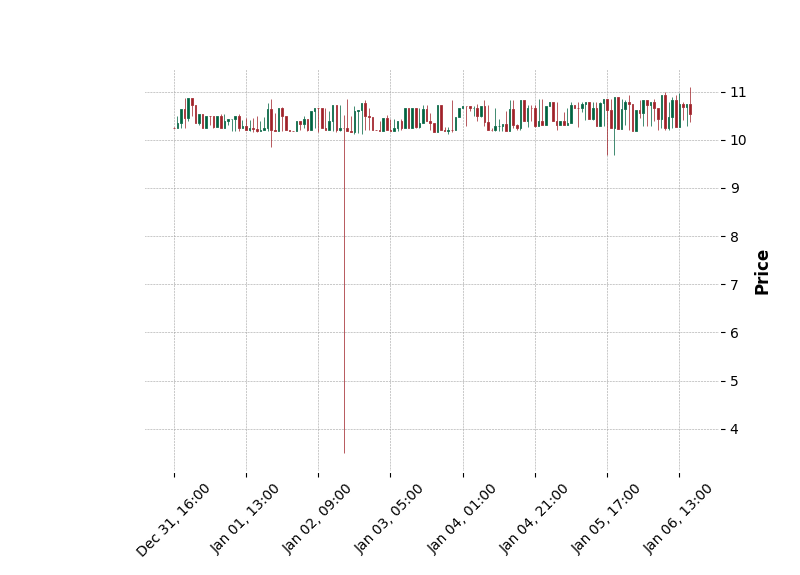 11
10
9
8
7
6
5
4
Price
Dec 31, 16:00
Jan 01, 13:00
Jan 02, 09:00
Jan 03, 05:00
Jan 04, 01:00
Jan 04, 21:00
Jan 05, 17:00
Jan 06, 13:00